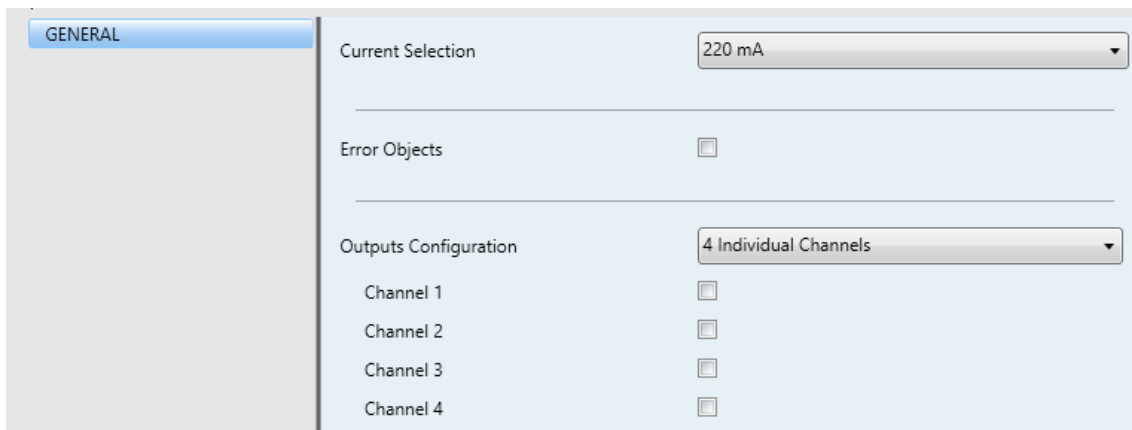 GENERAL
Current Selection
220 mA
Error Objects
Outputs Configuration
4 Individual Channels
Channel 1
Channel 2
Channel 3
Channel 4